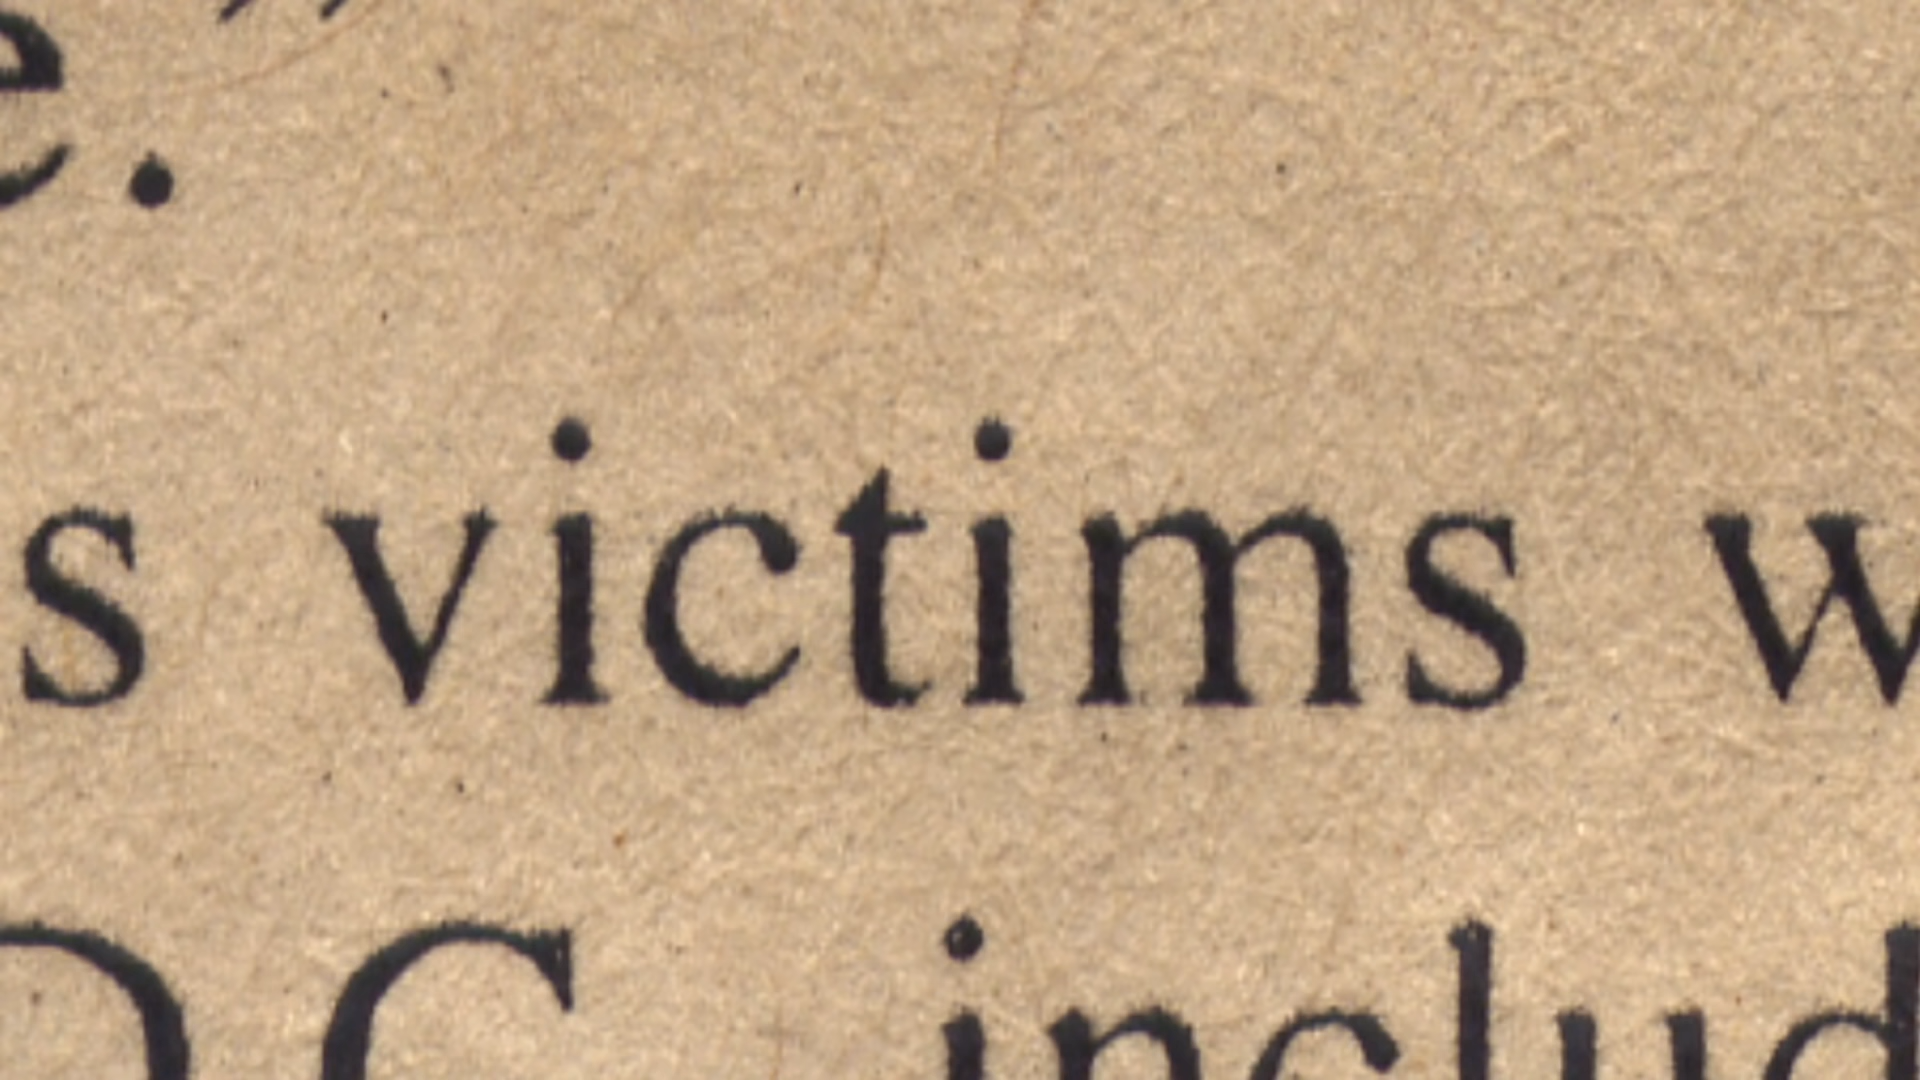 e.”
s victims w
D.C. includ